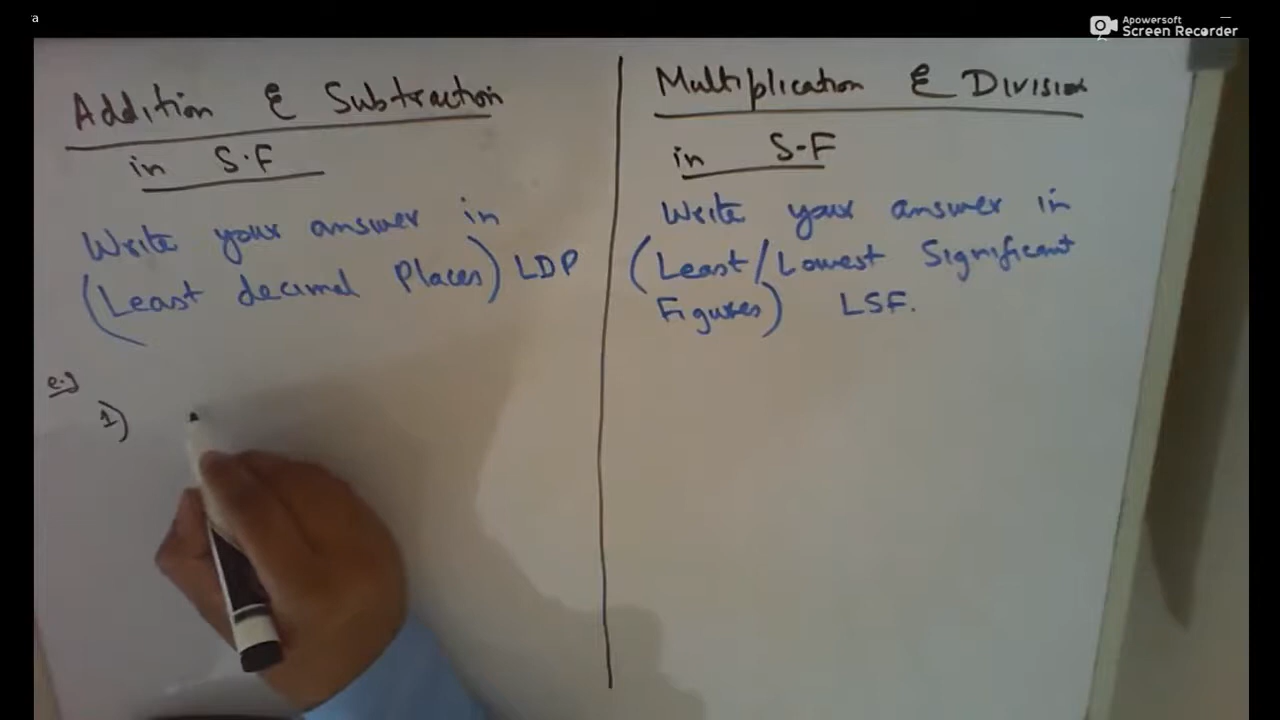 ra
Apowersoft
Screen Recorder
Addition & Subtraction
in S.F
Write your answer in
(Least decimal Places) LDP
e.g
1)
Multiplication & Division
in S-F
Write your answer in
(Least/Lowest Significant
Figures) LSF.